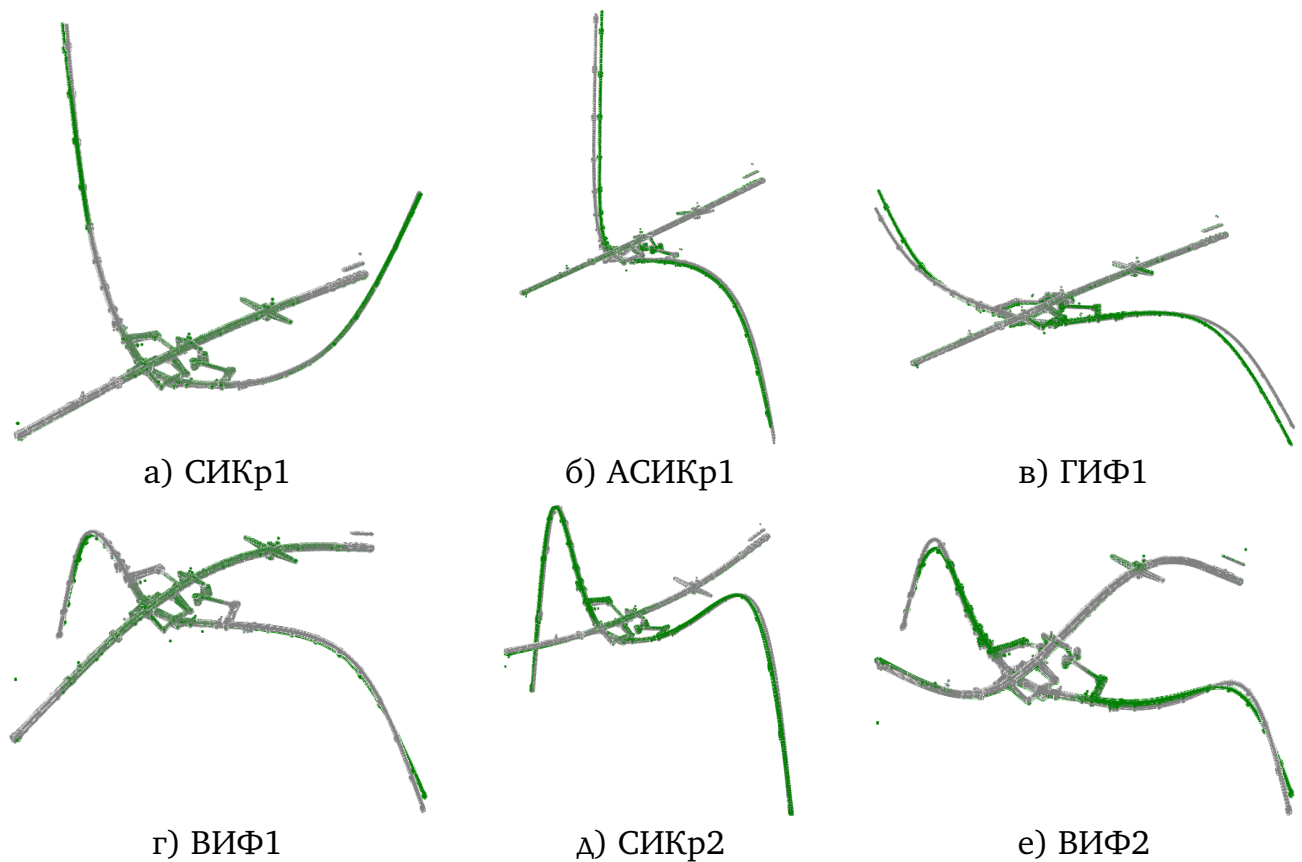 а) СИКр1
б) АСИКр1
в) ГИФ1
г) ВИФ1
д) СИКр2
е) ВИФ2